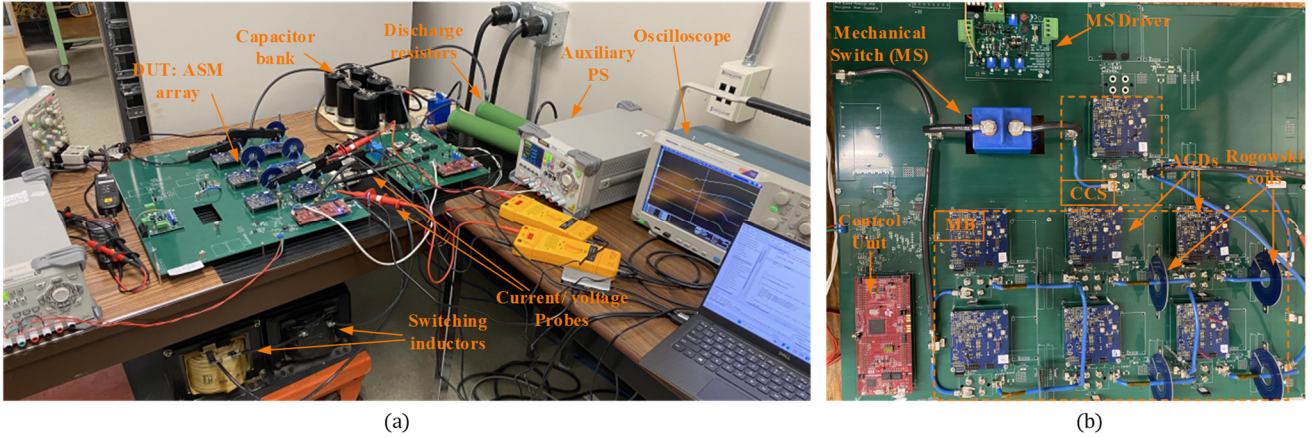 Capacitor
bank
Discharge
resistors
Oscilloscope
Auxiliary
PS
DUT: ASM
array
Current/ voltage
Probes
Switching
inductors
(a)
MS Driver
Mechanical
Switch (MS)
AGDs
Rogowski
coils
CCS
MB
Control
Unit
(b)